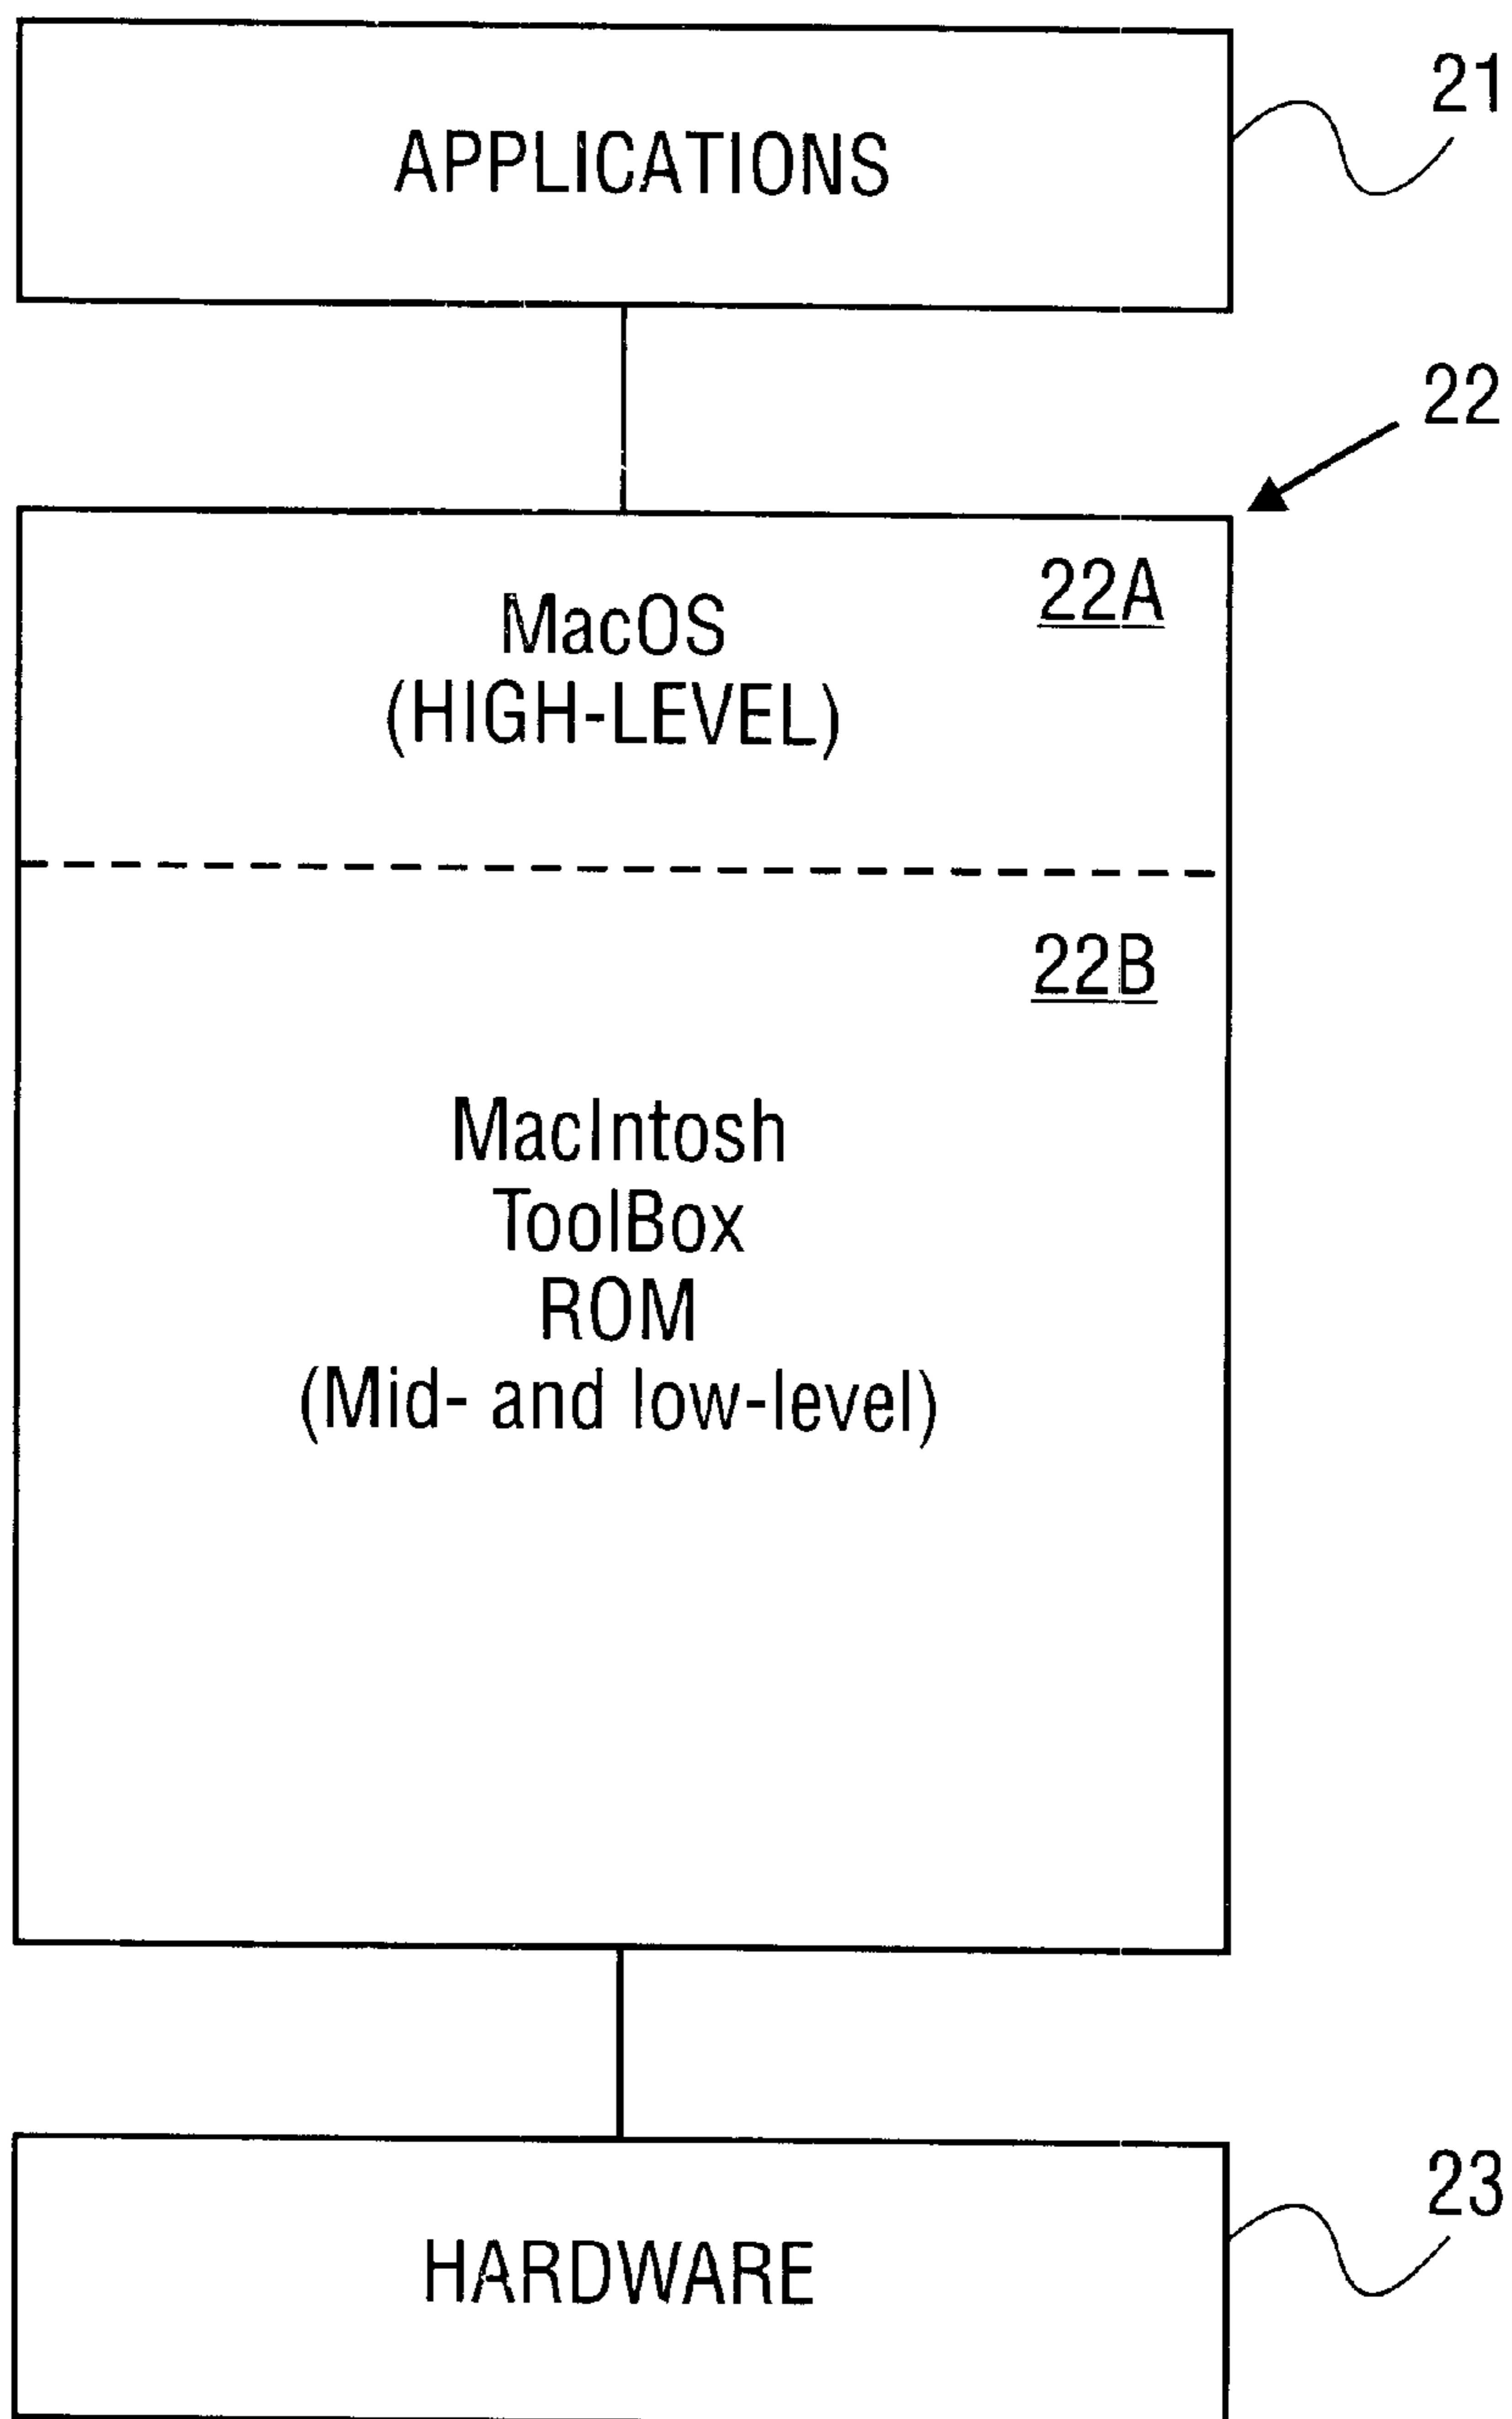 APPLICATIONS
21
22
22A
MacOS
(HIGH-LEVEL)
22B
MacIntosh
ToolBox
ROM
(Mid- and low-level)
HARDWARE
23